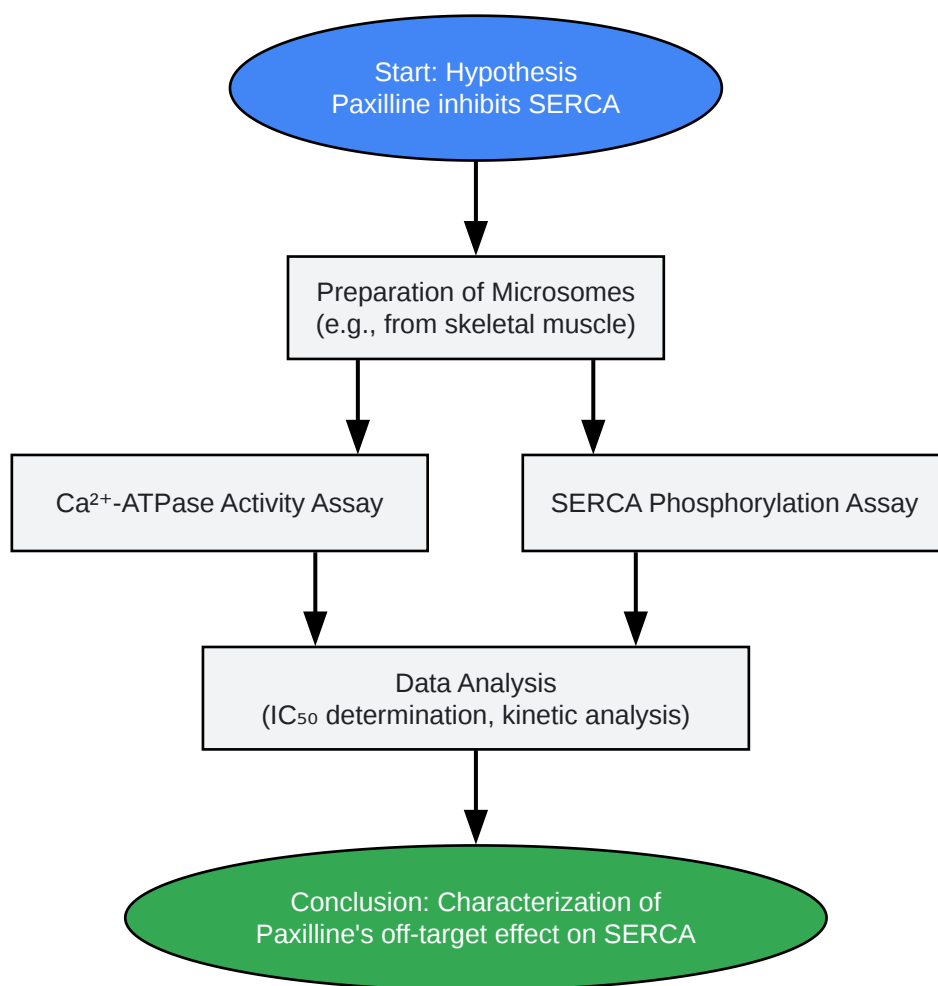 Start: Hypothesis
Paxilline inhibits SERCA
Preparation of Microsomes
(e.g., from skeletal muscle)
Ca²⁺-ATPase Activity Assay
SERCA Phosphorylation Assay
Data Analysis
(IC₅₀ determination, kinetic analysis)
Conclusion: Characterization of
Paxilline's off-target effect on SERCA